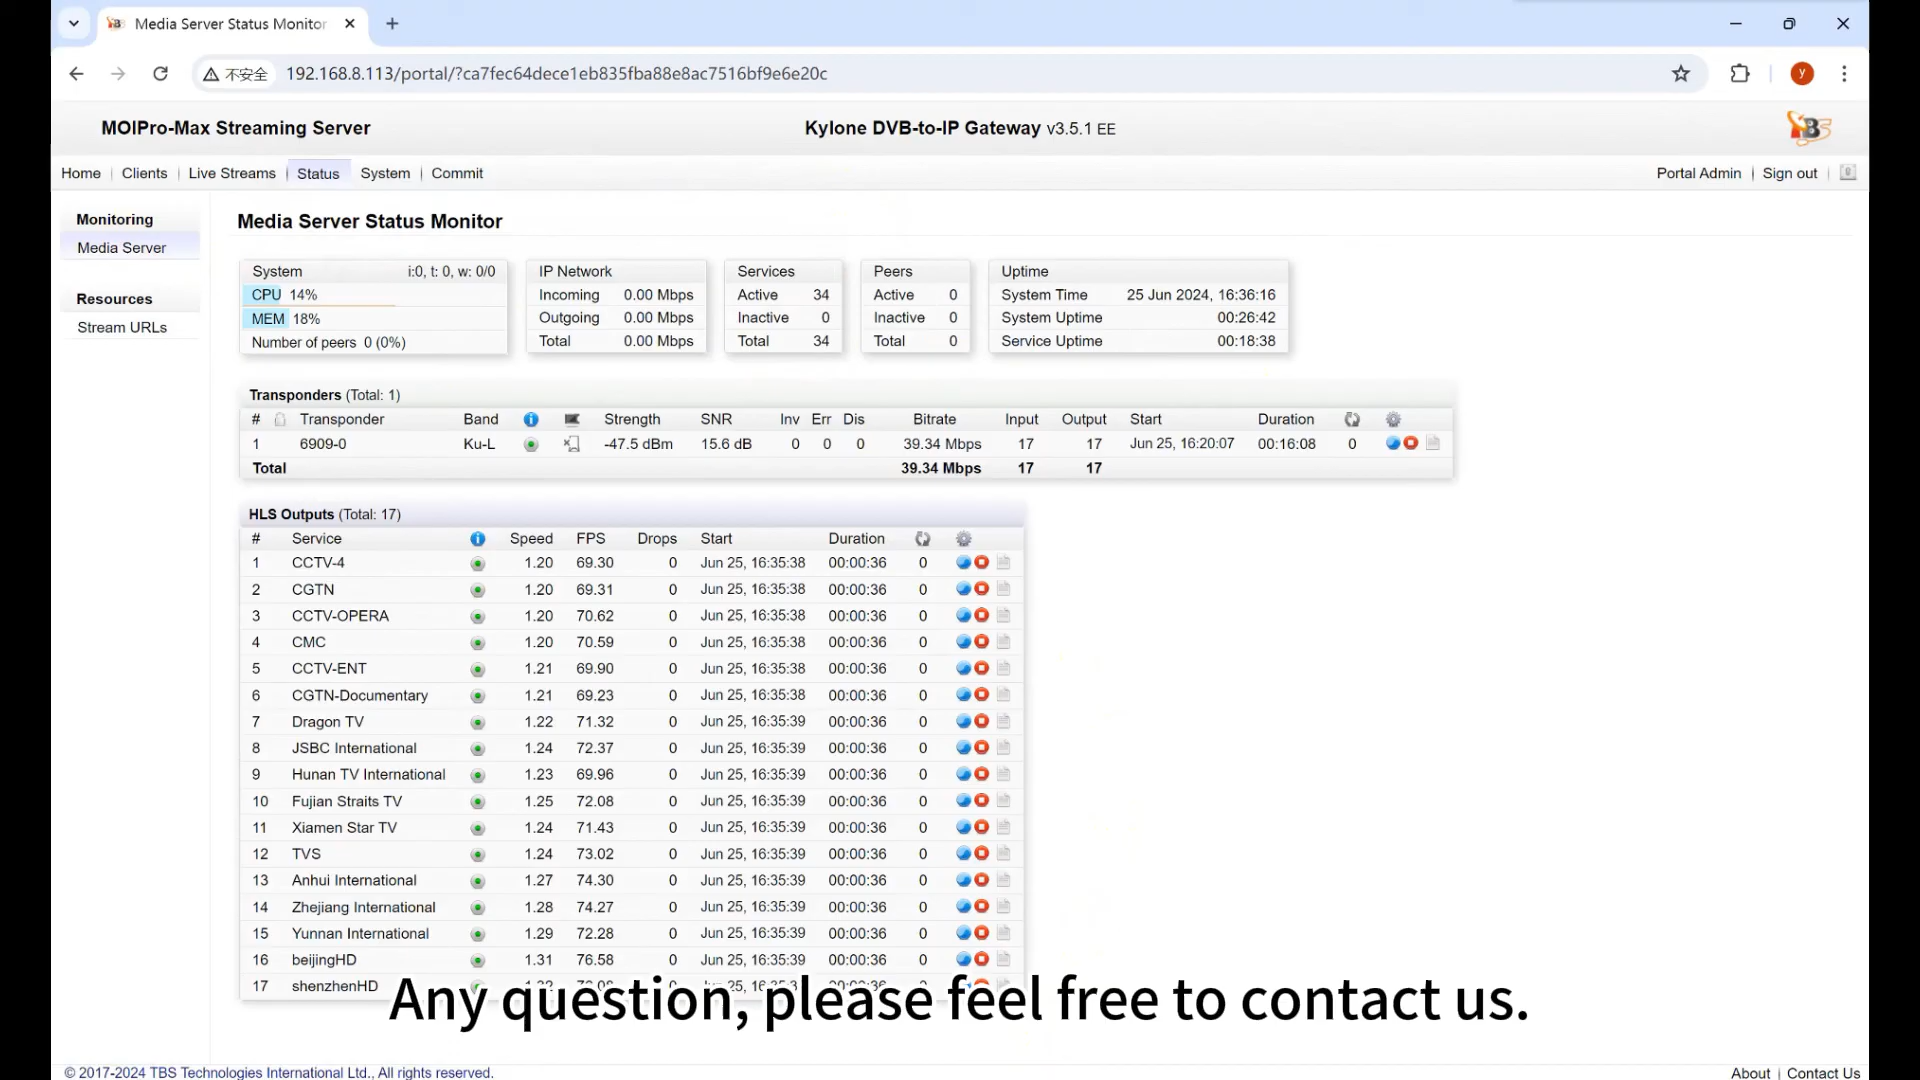 Media Server Status Monitor
不安全 192.168.8.113/portal/?ca7fec64dece1eb835fba88e8ac7516bf9e6e20c y
MOIPro-Max Streaming Server Kylone DVB-to-IP Gateway v3.5.1 EE TBS
Home | Clients | Live Streams | Status | System | Commit Portal Admin | Sign out |
Monitoring
Media Server
Resources
Stream URLs
Media Server Status Monitor
System i:0, t: 0, w: 0/0
CPU 14%
MEM 18%
Number of peers 0 (0%)
IP Network
Incoming 0.00 Mbps
Outgoing 0.00 Mbps
Total 0.00 Mbps
Services
Active 34
Inactive 0
Total 34
Peers
Active 0
Inactive 0
Total 0
Uptime
System Time 25 Jun 2024, 16:36:16
System Uptime 00:26:42
Service Uptime 00:18:38
Transponders (Total: 1)
# Transponder Band Strength SNR Inv Err Dis Bitrate Input Output Start Duration
1 6909-0 Ku-L -47.5 dBm 15.6 dB 0 0 0 39.34 Mbps 17 17 Jun 25, 16:20:07 00:16:08 0
Total 39.34 Mbps 17 17
HLS Outputs (Total: 17)
# Service Speed FPS Drops Start Duration
1 CCTV-4 1.20 69.30 0 Jun 25, 16:35:38 00:00:36 0
2 CGTN 1.20 69.31 0 Jun 25, 16:35:38 00:00:36 0
3 CCTV-OPERA 1.20 70.62 0 Jun 25, 16:35:38 00:00:36 0
4 CMC 1.20 70.59 0 Jun 25, 16:35:38 00:00:36 0
5 CCTV-ENT 1.21 69.90 0 Jun 25, 16:35:38 00:00:36 0
6 CGTN-Documentary 1.21 69.23 0 Jun 25, 16:35:38 00:00:36 0
7 Dragon TV 1.22 71.32 0 Jun 25, 16:35:39 00:00:36 0
8 JSBC International 1.24 72.37 0 Jun 25, 16:35:39 00:00:36 0
9 Hunan TV International 1.23 69.96 0 Jun 25, 16:35:39 00:00:36 0
10 Fujian Straits TV 1.25 72.08 0 Jun 25, 16:35:39 00:00:36 0
11 Xiamen Star TV 1.24 71.43 0 Jun 25, 16:35:39 00:00:36 0
12 TVS 1.24 73.02 0 Jun 25, 16:35:39 00:00:36 0
13 Anhui International 1.27 74.30 0 Jun 25, 16:35:39 00:00:36 0
14 Zhejiang International 1.28 74.27 0 Jun 25, 16:35:39 00:00:36 0
15 Yunnan International 1.29 72.28 0 Jun 25, 16:35:39 00:00:36 0
16 beijingHD 1.31 76.58 0 Jun 25, 16:35:39 00:00:36 0
17 shenzhenHD
Any question, please feel free to contact us.
© 2017-2024 TBS Technologies International Ltd., All rights reserved. About | Contact Us